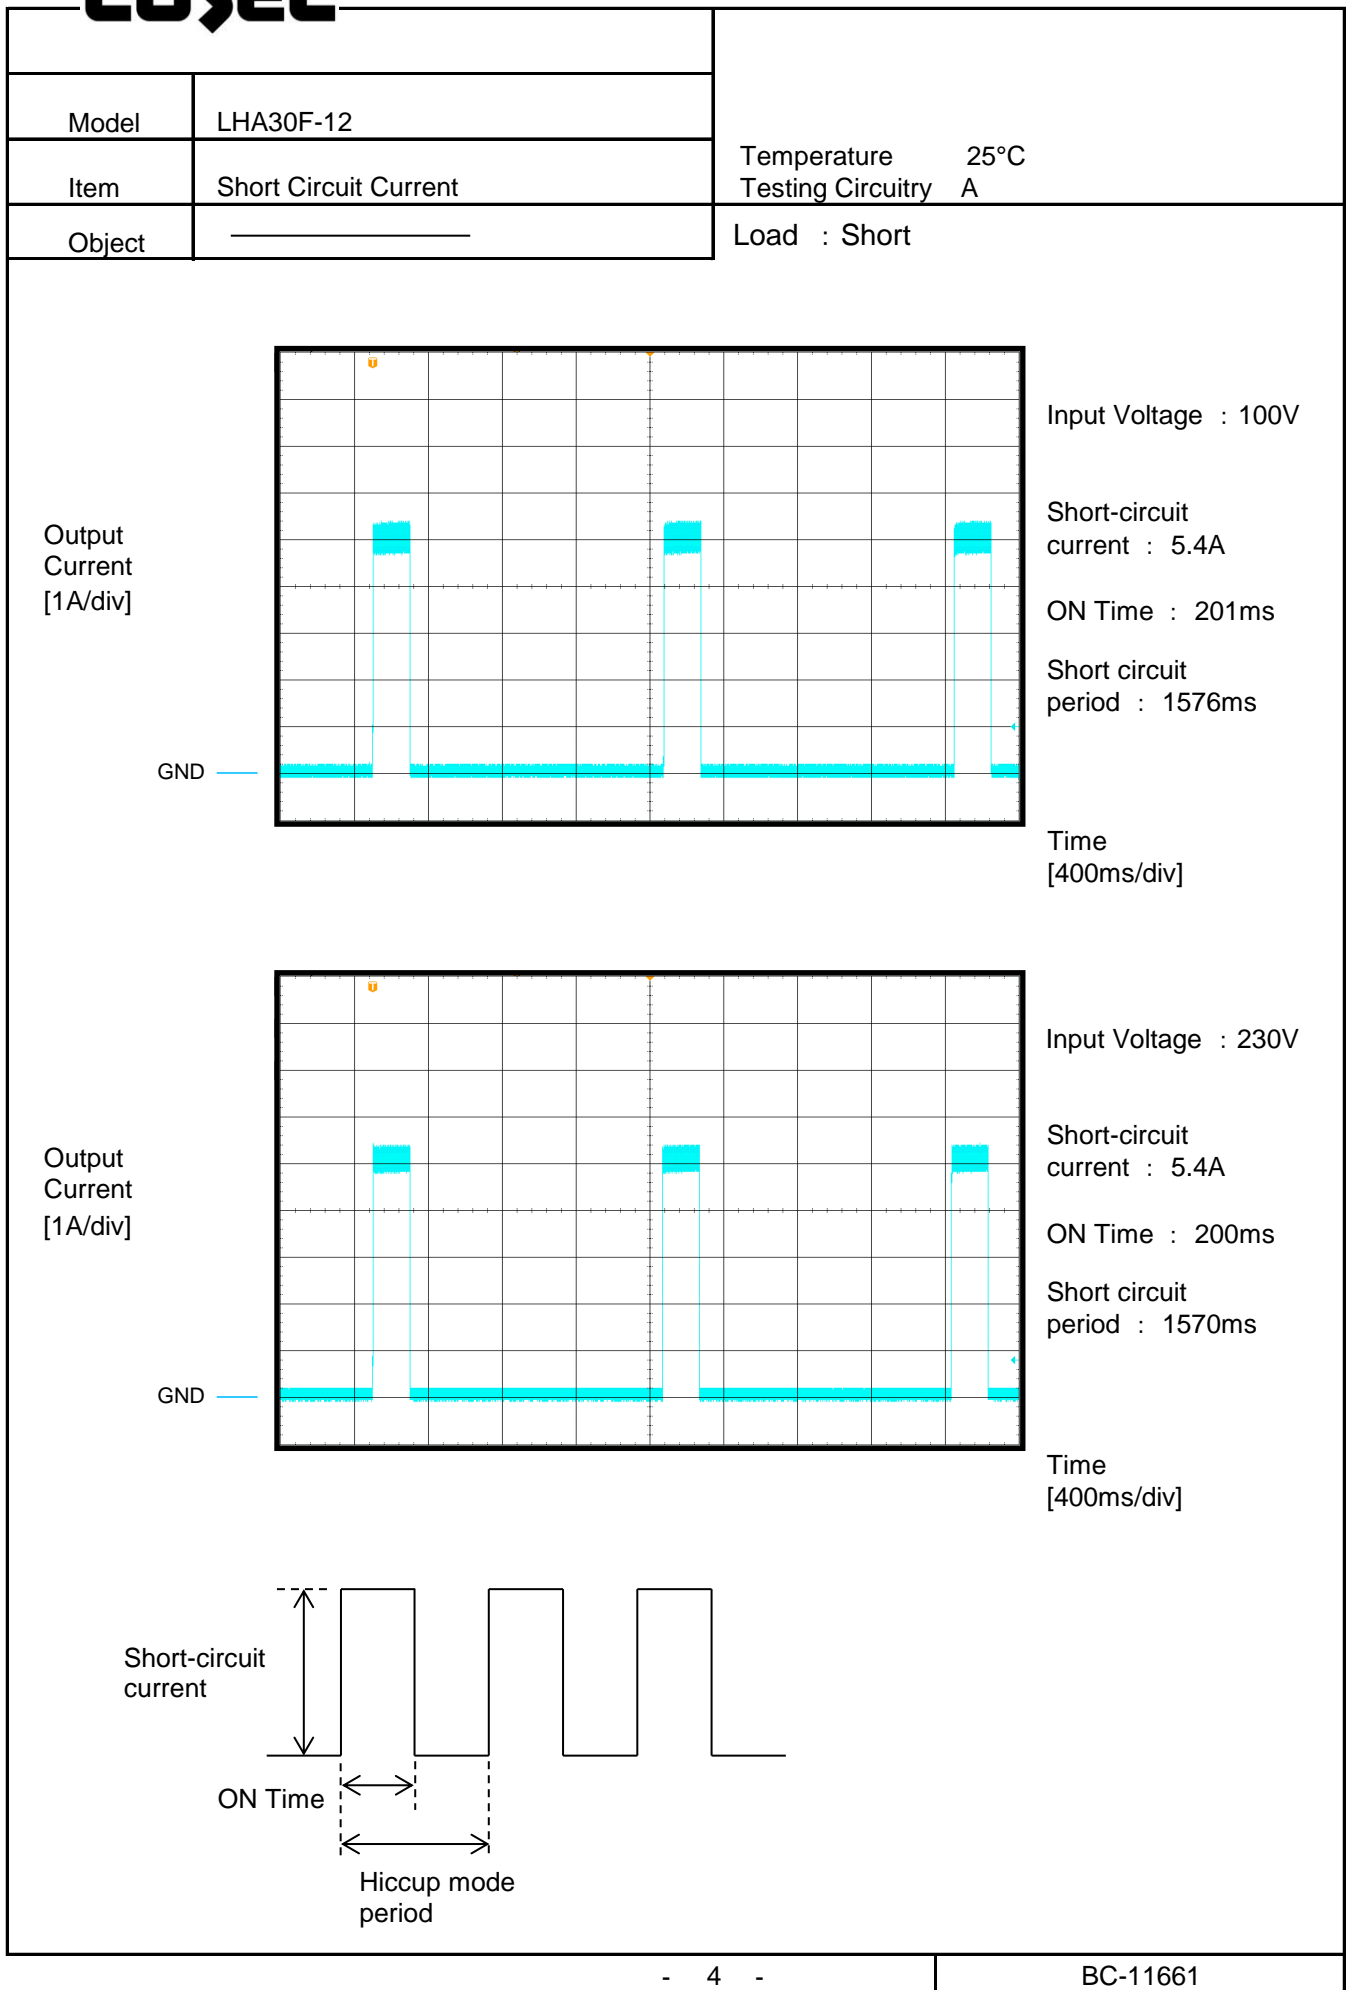 COSEL
Model LHA30F-12
Temperature 25°C
Item Short Circuit Current Testing Circuitry A
Object Load : Short
T
Input Voltage : 100V
Output
Current
[1A/div]
Short-circuit
current : 5.4A
ON Time : 201ms
Short circuit
period : 1576ms
GND
Time
[400ms/div]
T
Input Voltage : 230V
Output
Current
[1A/div]
Short-circuit
current : 5.4A
ON Time : 200ms
Short circuit
period : 1570ms
GND
Time
[400ms/div]
Short-circuit
current
ON Time
Hiccup mode
period
- 4 - BC-11661